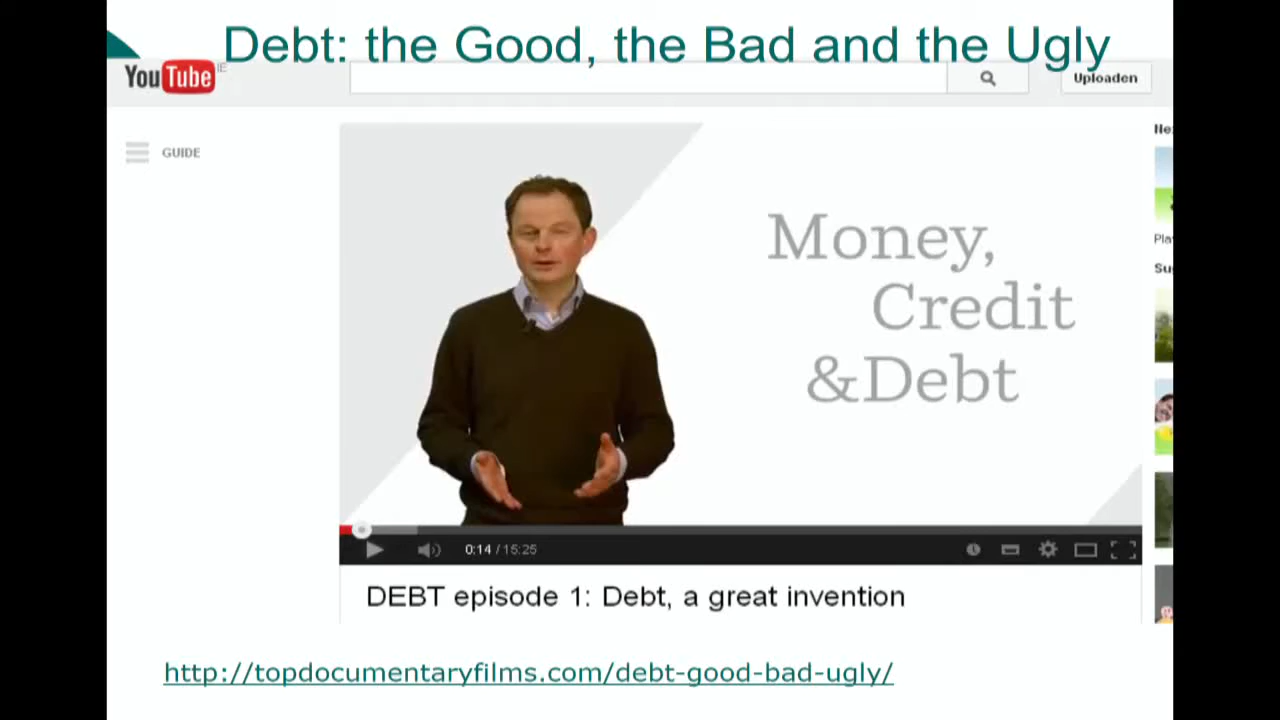 Debt: the Good, the Bad and the Ugly
YouTube IE
Uploaden
GUIDE
Money,
Credit
&Debt
0:14 / 15:25
DEBT episode 1: Debt, a great invention
http://topdocumentaryfilms.com/debt-good-bad-ugly/